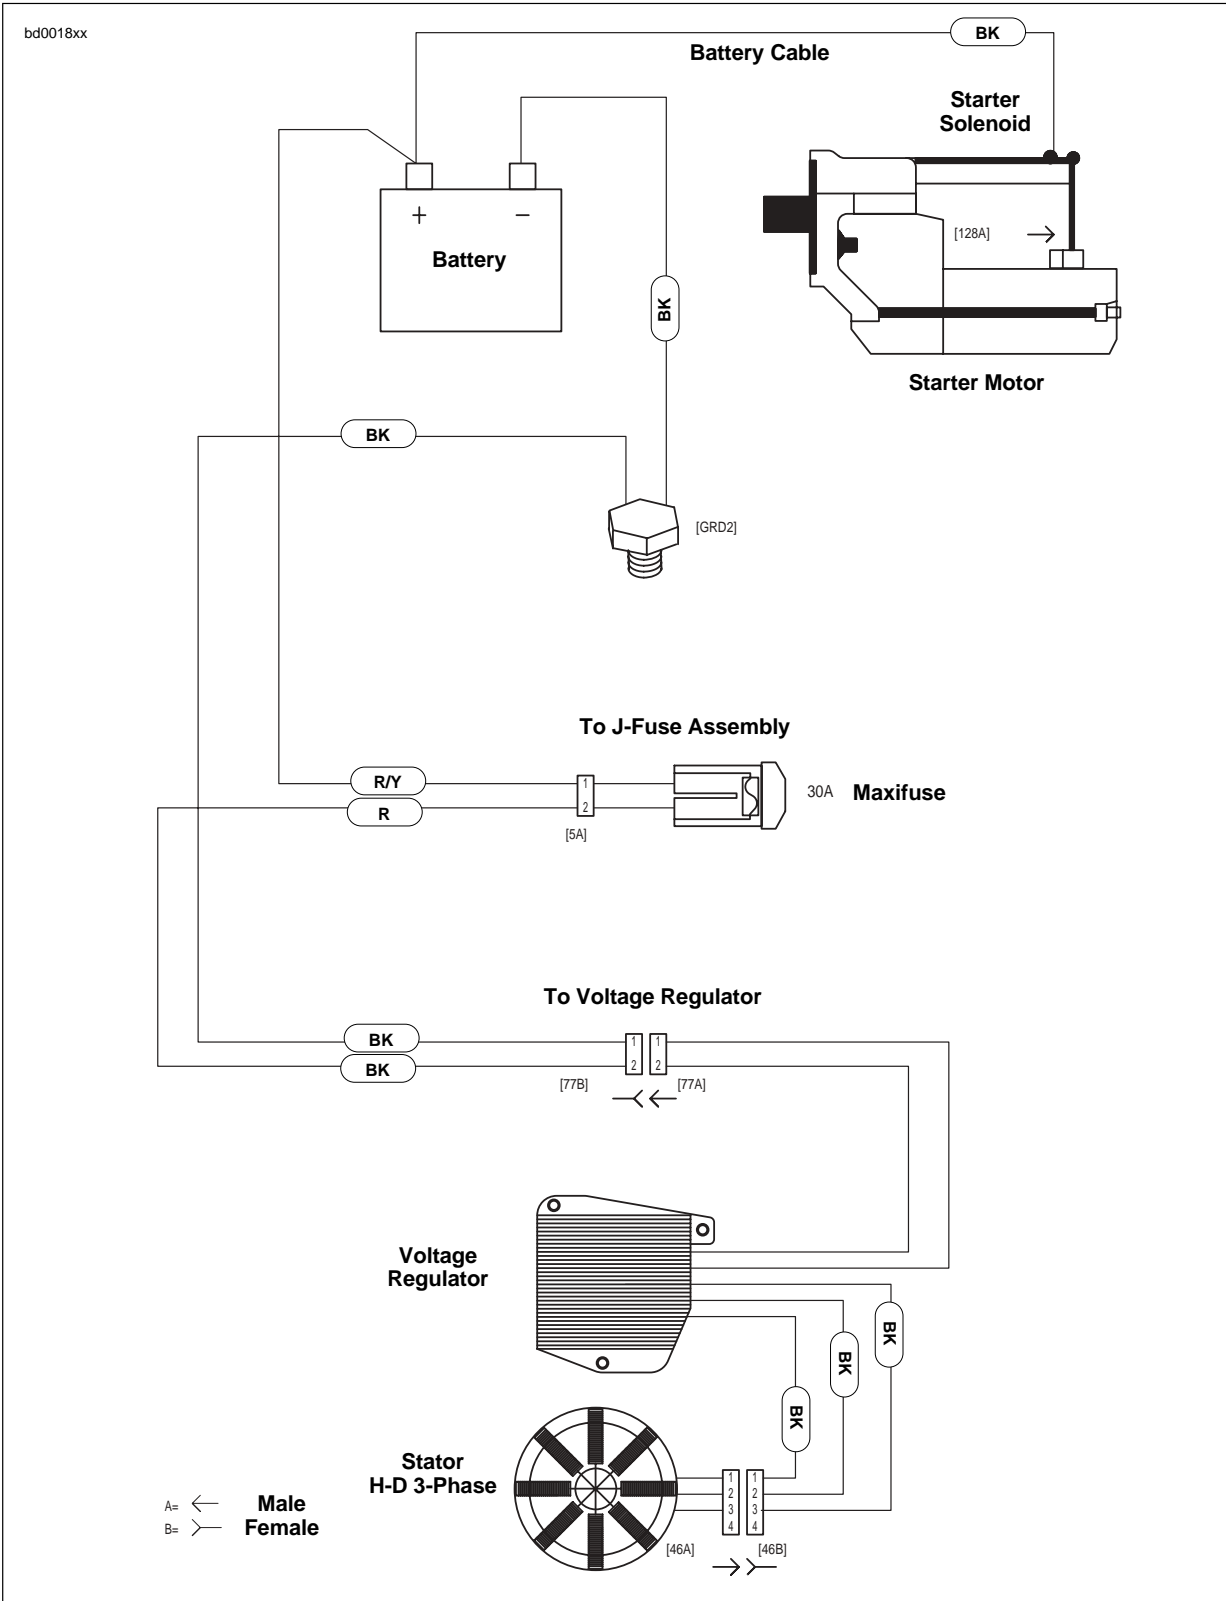 bd0018xx
BK
Battery Cable
Starter
Solenoid
+
−
Battery
[128A]
BK
Starter Motor
BK
[GRD2]
To J-Fuse Assembly
R/Y
1
30A
Maxifuse
R
2
[5A]
To Voltage Regulator
BK
1
1
BK
2
2
[77B]
[77A]
Voltage
Regulator
BK
BK
BK
Stator
H-D 3-Phase
1
1
2
2
3
3
4
4
A=
Male
B=
Female
[46A]
[46B]